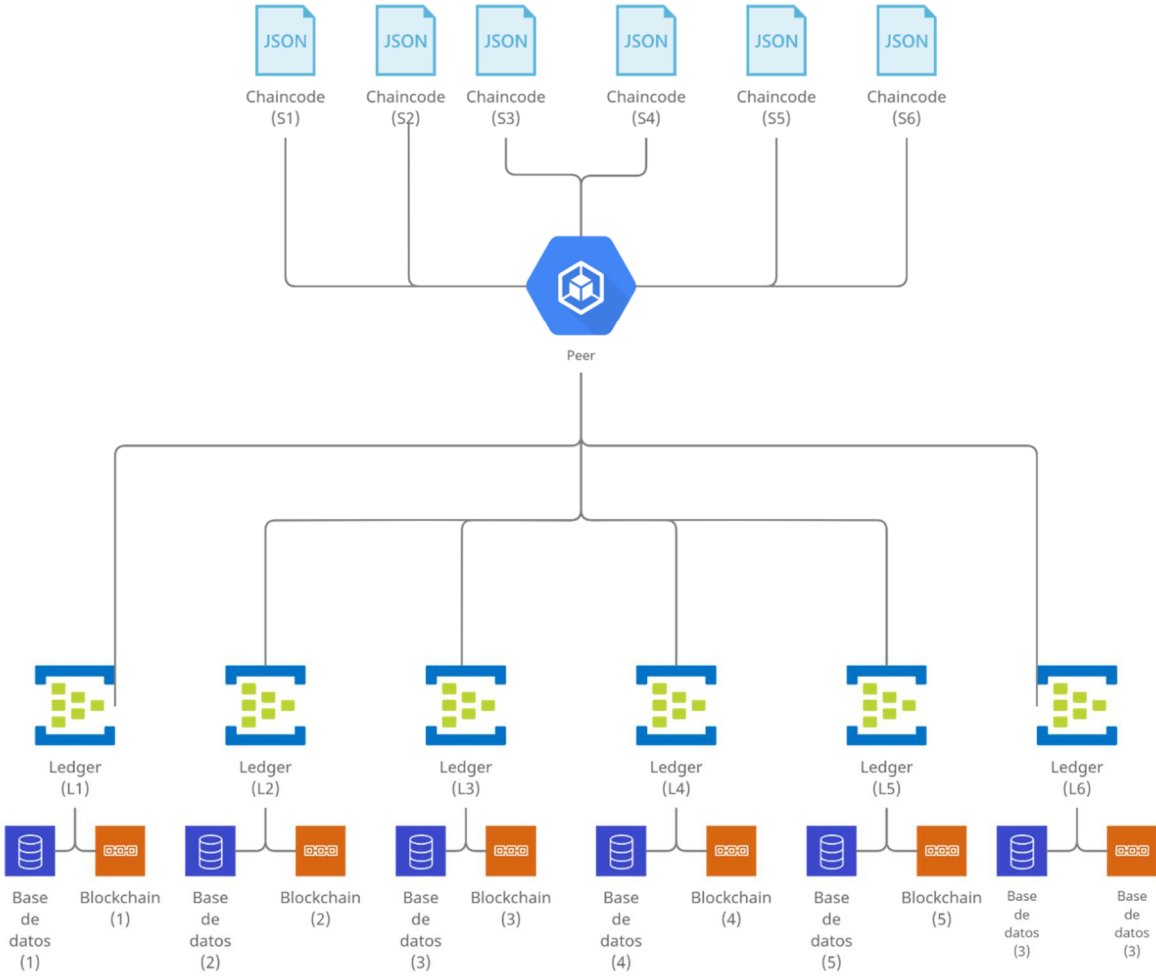 JSON JSON JSON JSON JSON JSON
Chaincode Chaincode Chaincode Chaincode Chaincode Chaincode
(S1) (S2) (S3) (S4) (S5) (S6)
Peer
Ledger Ledger Ledger Ledger Ledger Ledger
(L1) (L2) (L3) (L4) (L5) (L6)
Base Blockchain Base Blockchain Base Blockchain Base Blockchain Base Blockchain Base Base
de (1) de (2) de (3) de (4) de (5) de de
datos datos datos datos datos datos datos
(1) (2) (3) (4) (5) (3) (3)